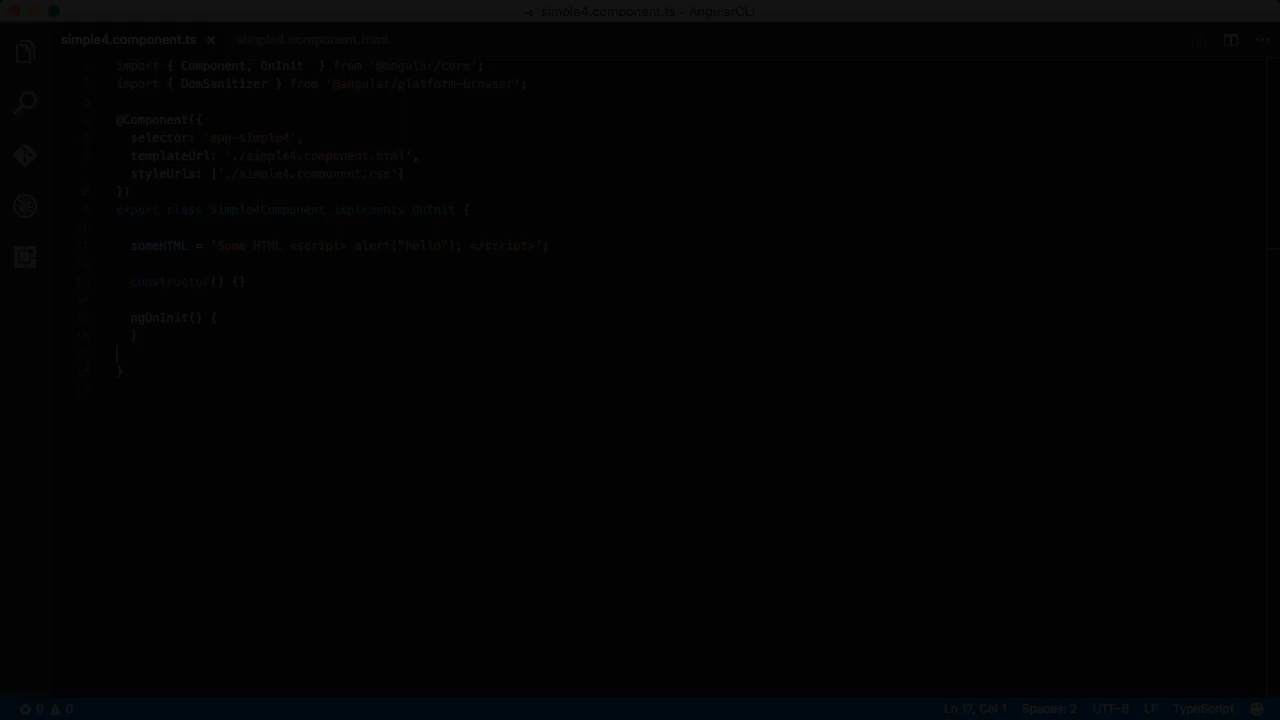 simple4.component.ts - AngularCLI
simple4.component.ts × simple4.component.html
import { Component, OnInit } from '@angular/core';
import { DomSanitizer } from '@angular/platform-browser';
@Component({
selector: 'app-simple4',
templateUrl: './simple4.component.html',
styleUrls: ['./simple4.component.css']
})
export class Simple4Component implements OnInit {
someHTML = 'Some HTML <script> alert("hello"); </script>';
constructor() {}
ngOnInit() {
}
}
0 0 Ln 17, Col 1 Spaces: 2 UTF-8 LF TypeScript